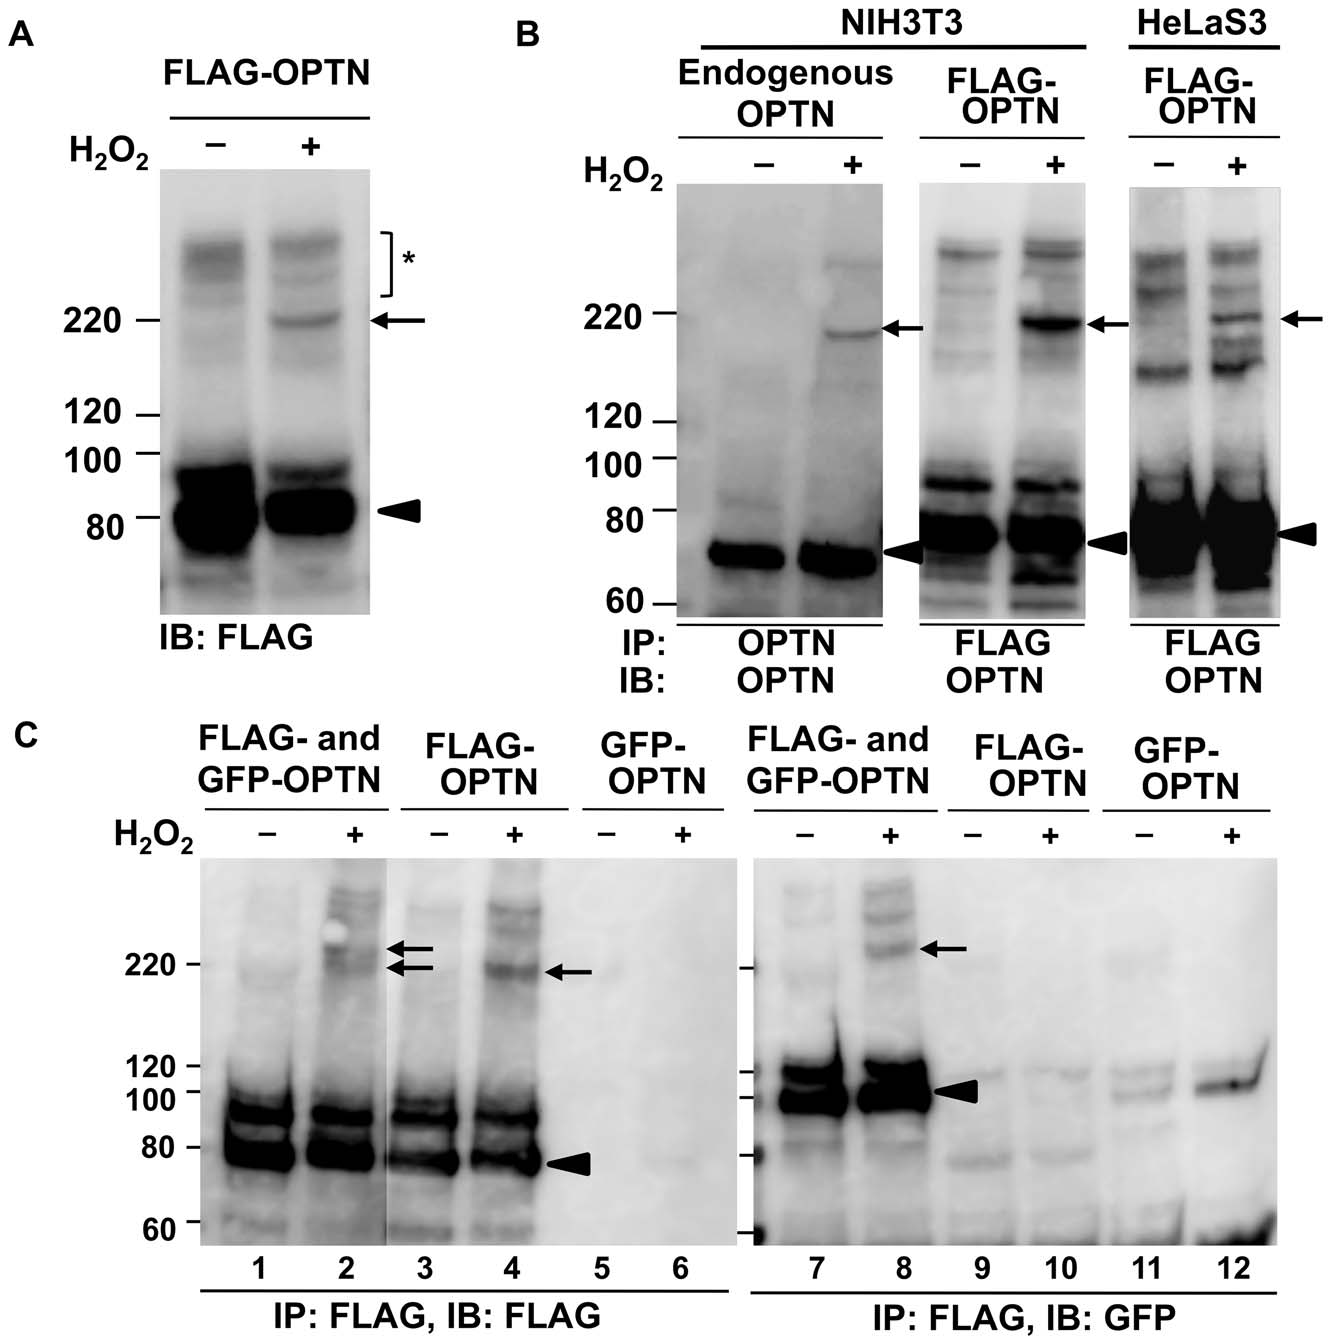 A
FLAG-OPTN
H2O2 – +
*
220
120
100
80
IB: FLAG
B
NIH3T3 HeLaS3
Endogenous OPTN
FLAG-OPTN
FLAG-OPTN
H2O2 – + – + – +
220
120
100
80
60
IP: OPTN FLAG FLAG
IB: OPTN OPTN OPTN
C
FLAG- and GFP-OPTN
FLAG-OPTN
GFP-OPTN
FLAG- and GFP-OPTN
FLAG-OPTN
GFP-OPTN
H2O2 – + – + – + – + – + – +
220
120
100
80
60
1 2 3 4 5 6 7 8 9 10 11 12
IP: FLAG, IB: FLAG IP: FLAG, IB: GFP